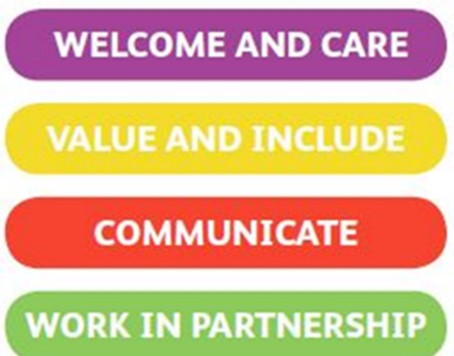 WELCOME AND CARE
VALUE AND INCLUDE
COMMUNICATE
WORK IN PARTNERSHIP